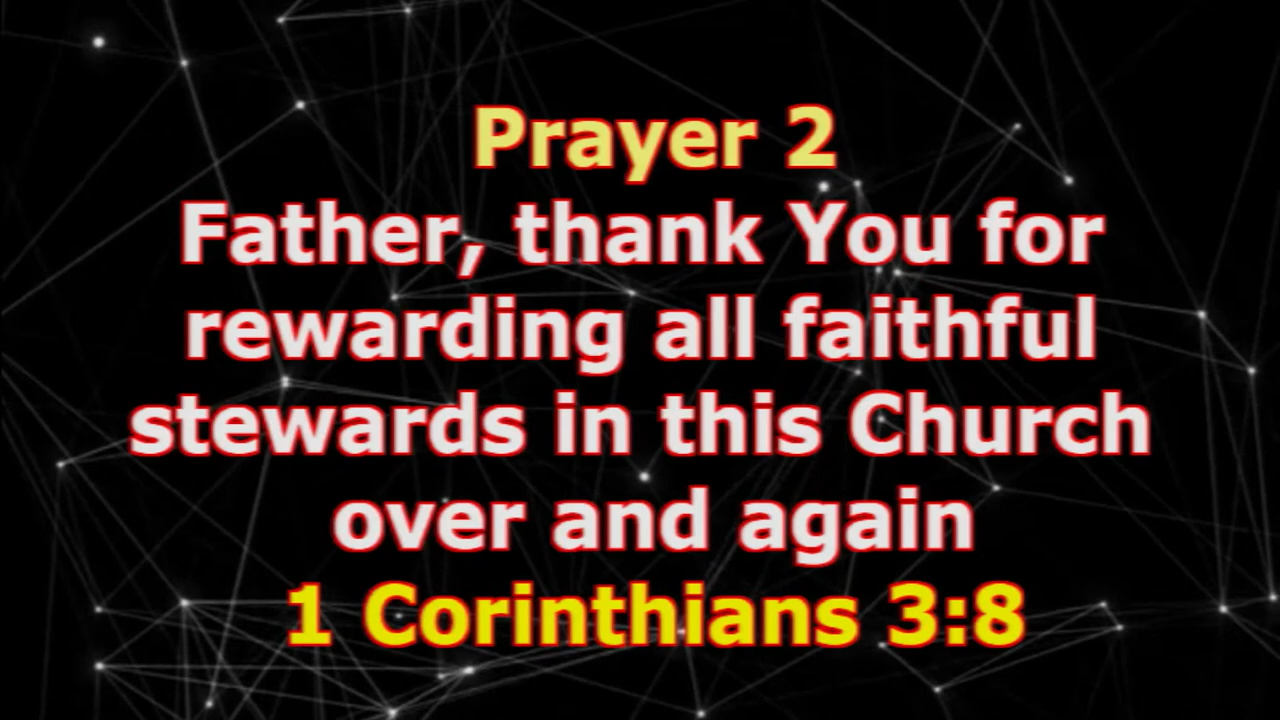 Prayer 2
Father, thank You for
rewarding all faithful
stewards in this Church
over and again
1 Corinthians 3:8